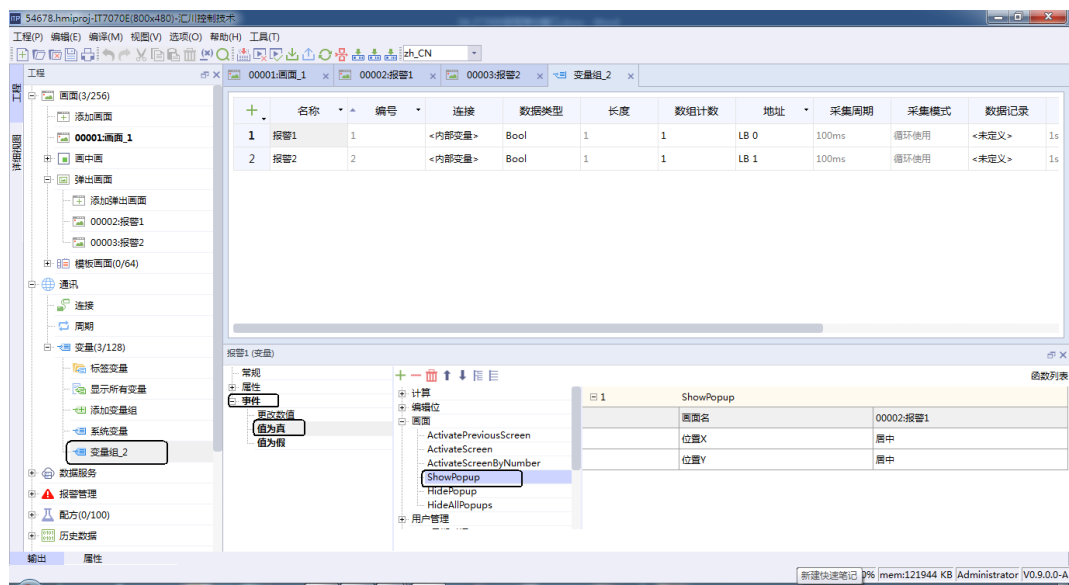 54678.hmiproj-IT7070E(800x480)-汇川控制技术
工程(P) 编辑(E) 编译(M) 视图(V) 选项(O) 帮助(H) 工具(T)
zh_CN
工程
00001:画面_1 × 00002:报警1 × 00003:报警2 × 变量组_2 ×
工程
详细视图
画面(3/256)
添加画面
00001:画面_1
画中画
弹出画面
添加弹出画面
00002:报警1
00003:报警2
模板画面(0/64)
通讯
连接
周期
变量(3/128)
标签变量
显示所有变量
添加变量组
系统变量
变量组_2
数据服务
报警管理
配方(0/100)
历史数据
名称 编号 连接 数据类型 长度 数组计数 地址 采集周期 采集模式 数据记录
1 报警1 1 <内部变量> Bool 1 1 LB 0 100ms 循环使用 <未定义> 1s
2 报警2 2 <内部变量> Bool 1 1 LB 1 100ms 循环使用 <未定义> 1s
报警1 (变量)
常规
属性
事件
更改数值
值为真
值为假
函数列表
计算
编辑位
画面
ActivatePreviousScreen
ActivateScreen
ActivateScreenByNumber
ShowPopup
HidePopup
HideAllPopups
用户管理
1 ShowPopup
画面名 00002:报警1
位置X 居中
位置Y 居中
输出 属性
新建快速笔记 0% mem:121944 KB Administrator V0.9.0.0-A